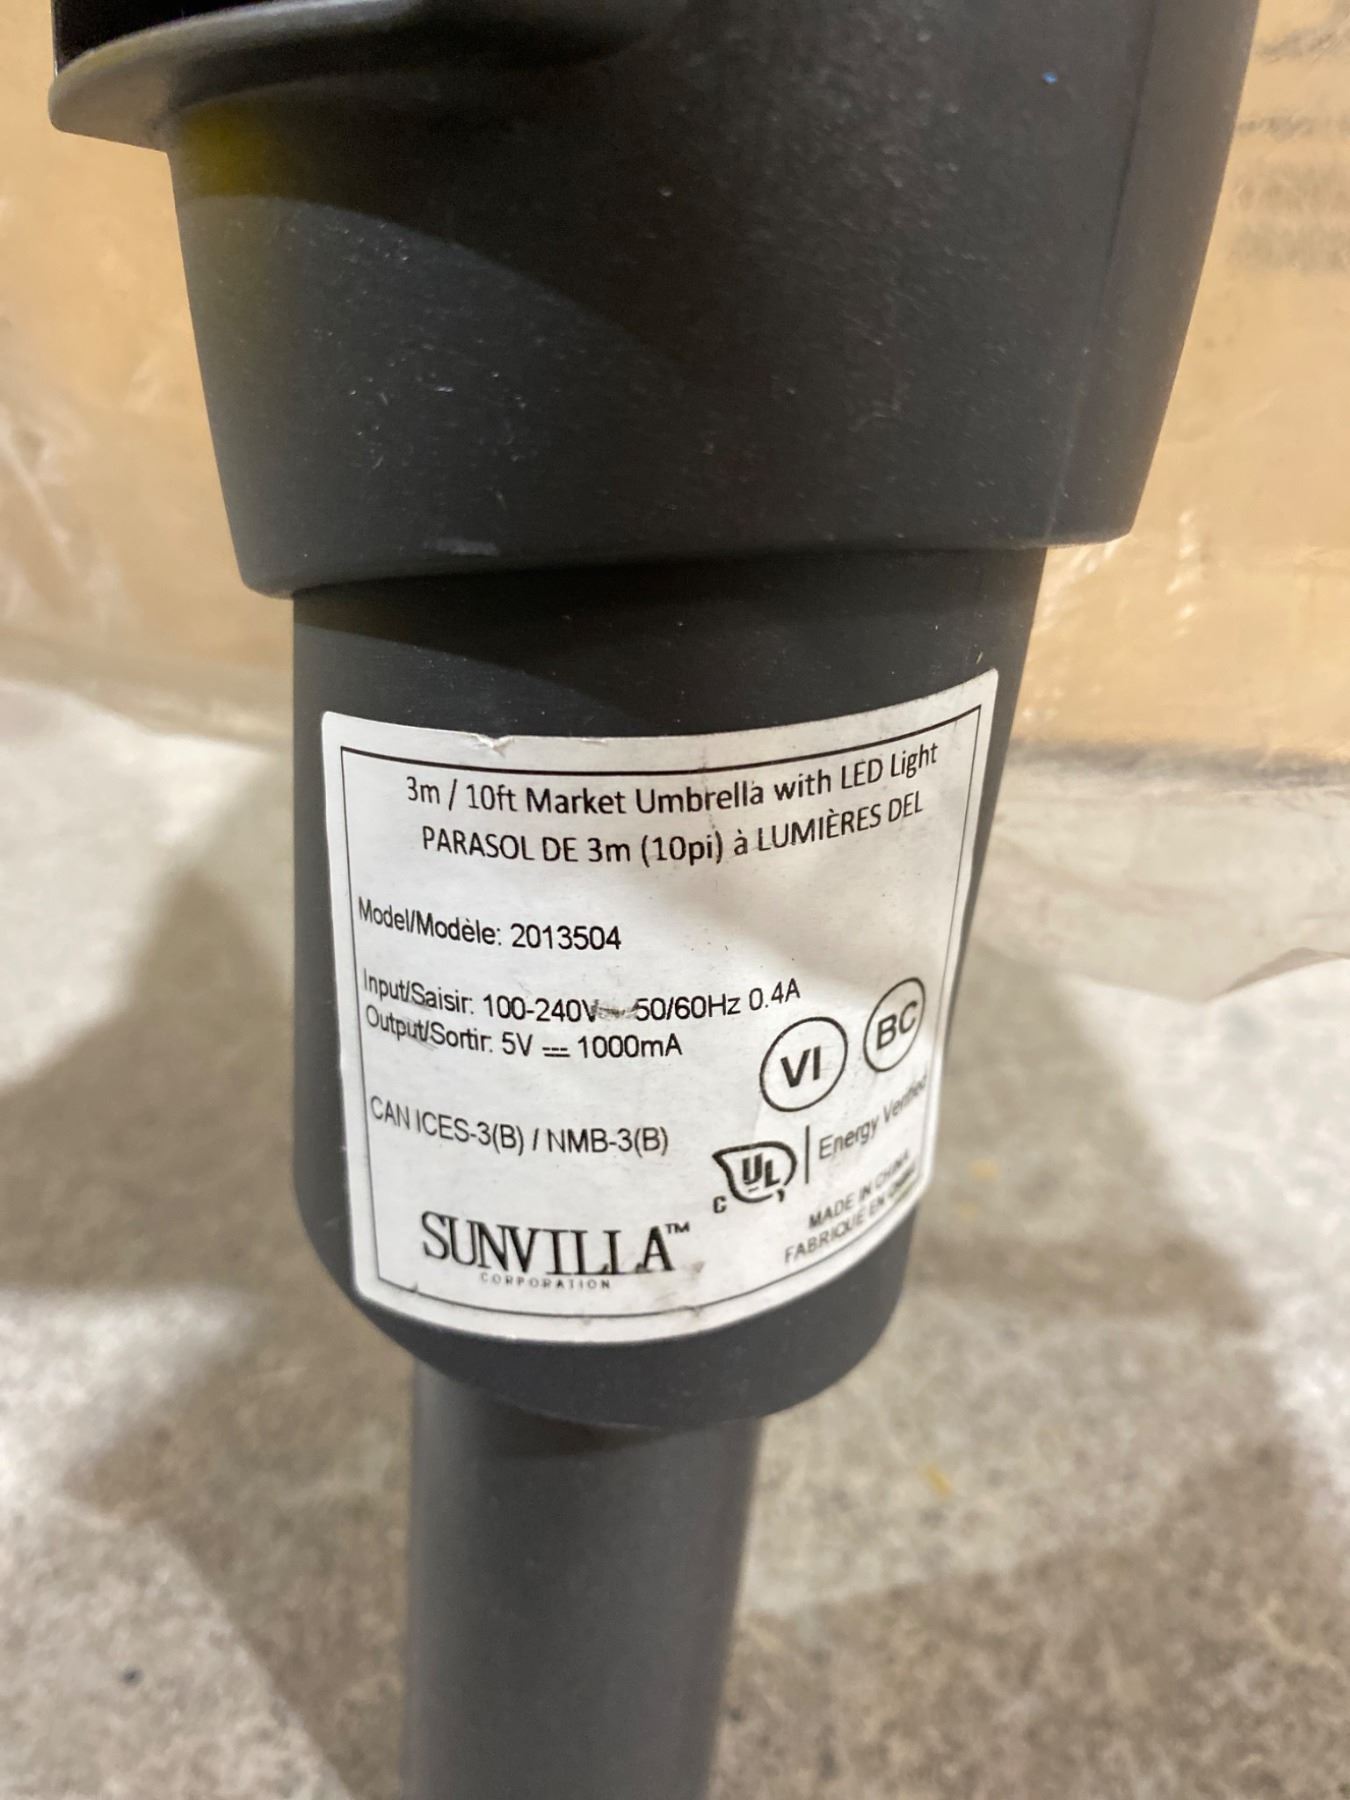 3m / 10ft Market Umbrella with LED Light
PARASOL DE 3m (10pi) à LUMIÈRES DEL
Model/Modèle: 2013504
Input/Saisir: 100-240V 50/60Hz 0.4A
Output/Sortir: 5V ⎓ 1000mA
VI
BC
CAN ICES-3(B) / NMB-3(B)
C UL
Energy Verified
MADE IN CHINA
FABRIQUÉ EN CHINE
SUNVILLA™
CORPORATION